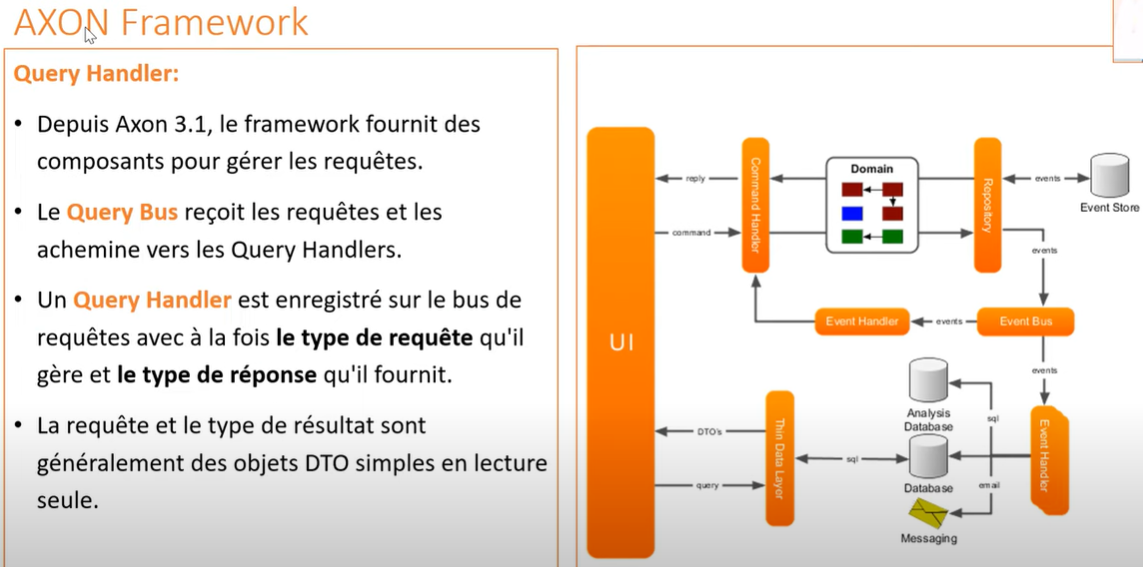 AXON Framework
Query Handler:
• Depuis Axon 3.1, le framework fournit des
composants pour gérer les requêtes.
• Le Query Bus reçoit les requêtes et les
achemine vers les Query Handlers.
• Un Query Handler est enregistré sur le bus de
requêtes avec à la fois le type de requête qu'il
gère et le type de réponse qu'il fournit.
• La requête et le type de résultat sont
généralement des objets DTO simples en lecture
seule.
UI
reply
command
Command Handler
Domain
Repository
events
Event Store
events
Event Handler
events
Event Bus
events
Analysis
Database
sql
DTO's
query
Thin Data Layer
sql
Database
email
Event Handler
Messaging